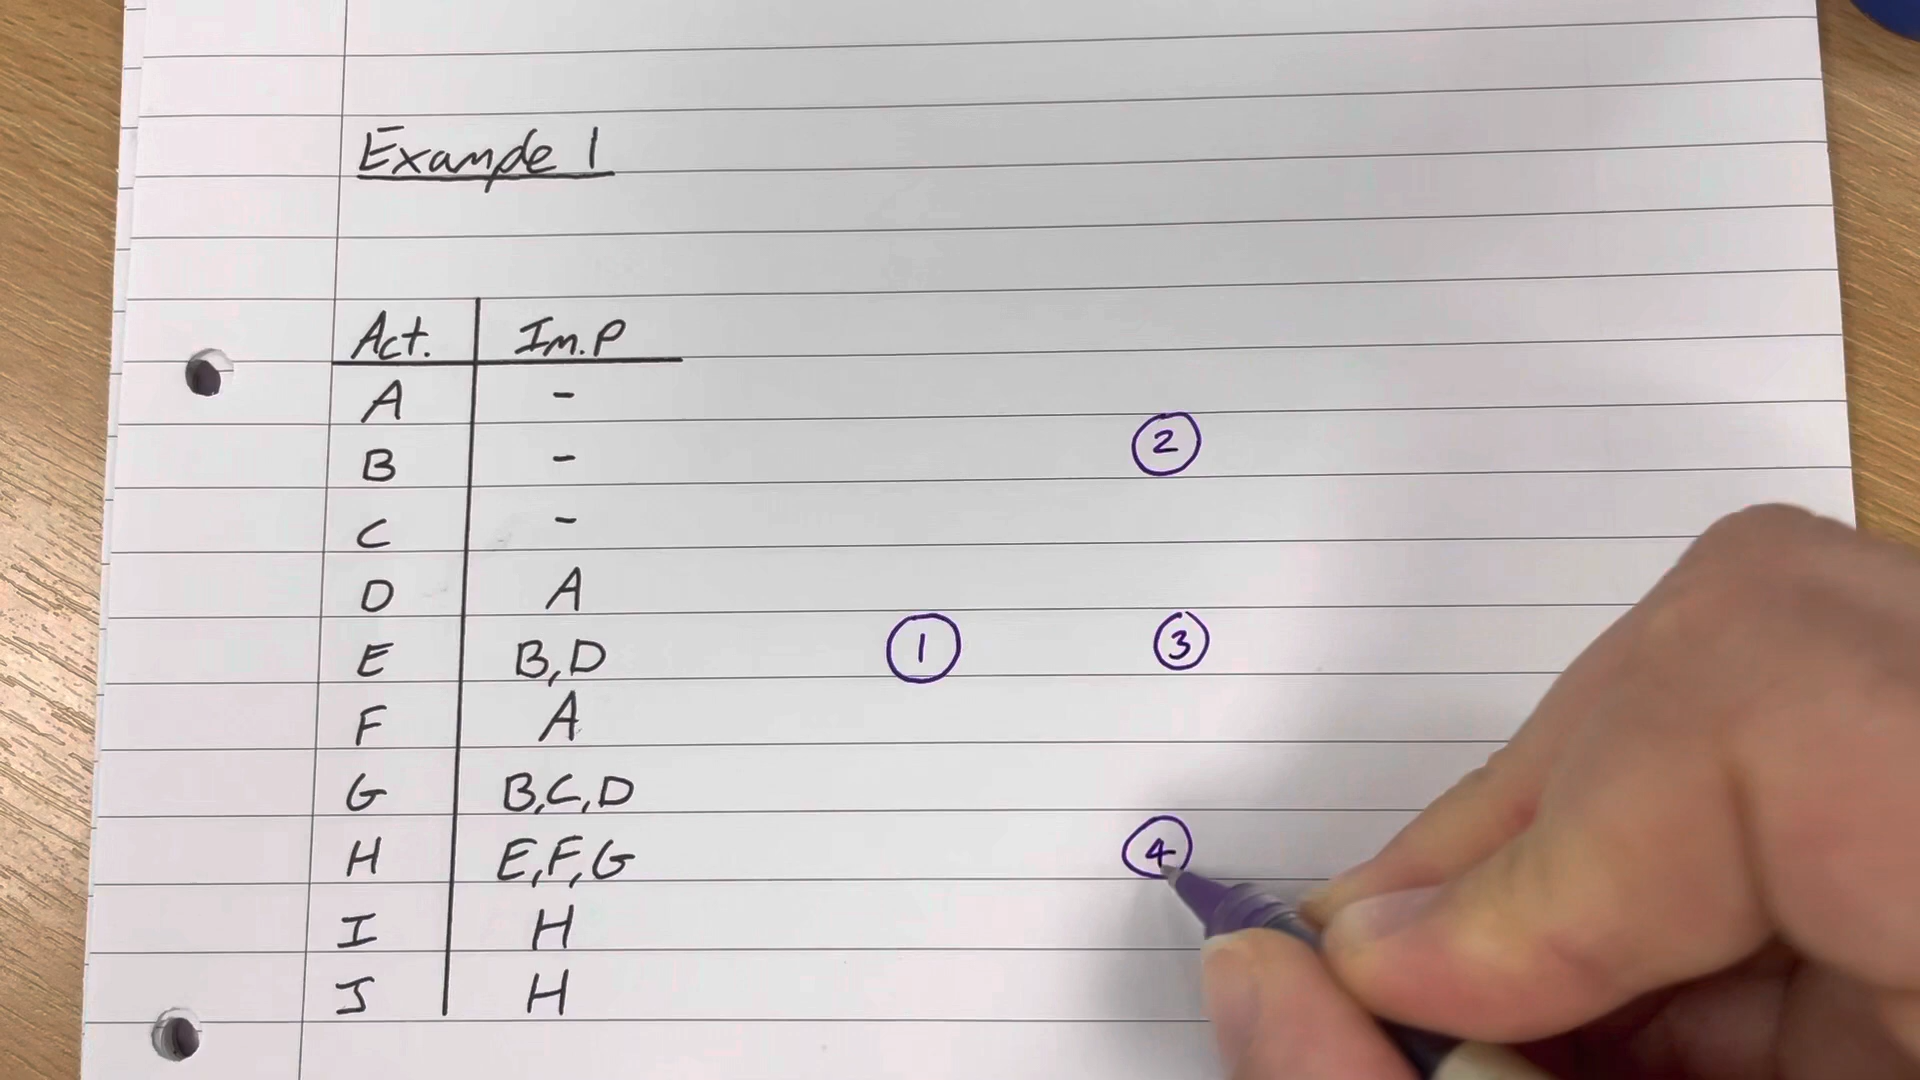 Example 1
Act. Im.P
A -
B -
C -
D A
E B,D
F A
G B,C,D
H E,F,G
I H
J H
2
1 3
4